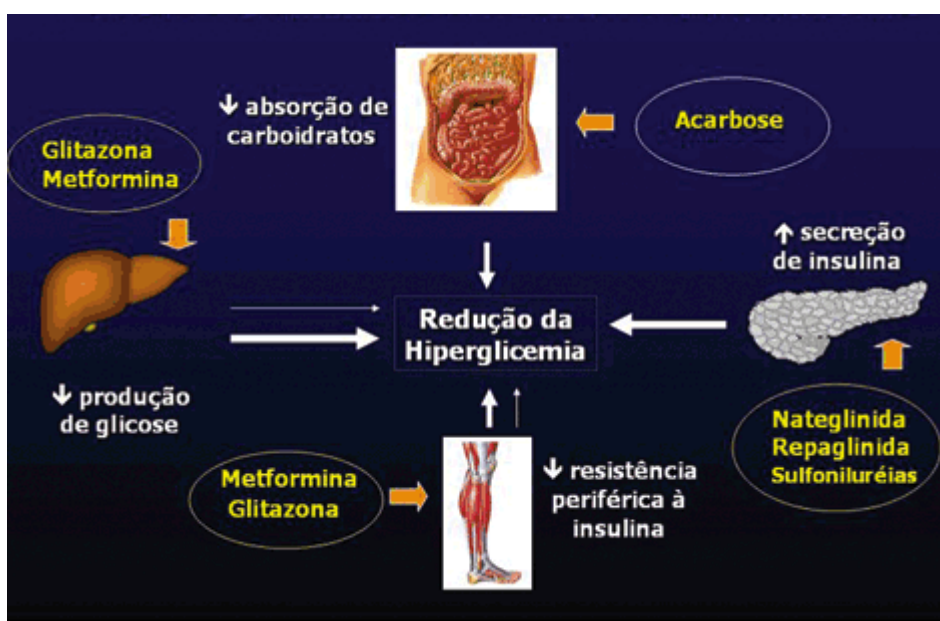 ↓ absorção de
carboidratos
Acarbose
Glitazona
Metformina
↑ secreção
de insulina
Redução da
Hiperglicemia
↓ produção
de glicose
Nateglinida
Repaglinida
Sulfoniluréias
Metformina
Glitazona
↓ resistência
periférica à
insulina